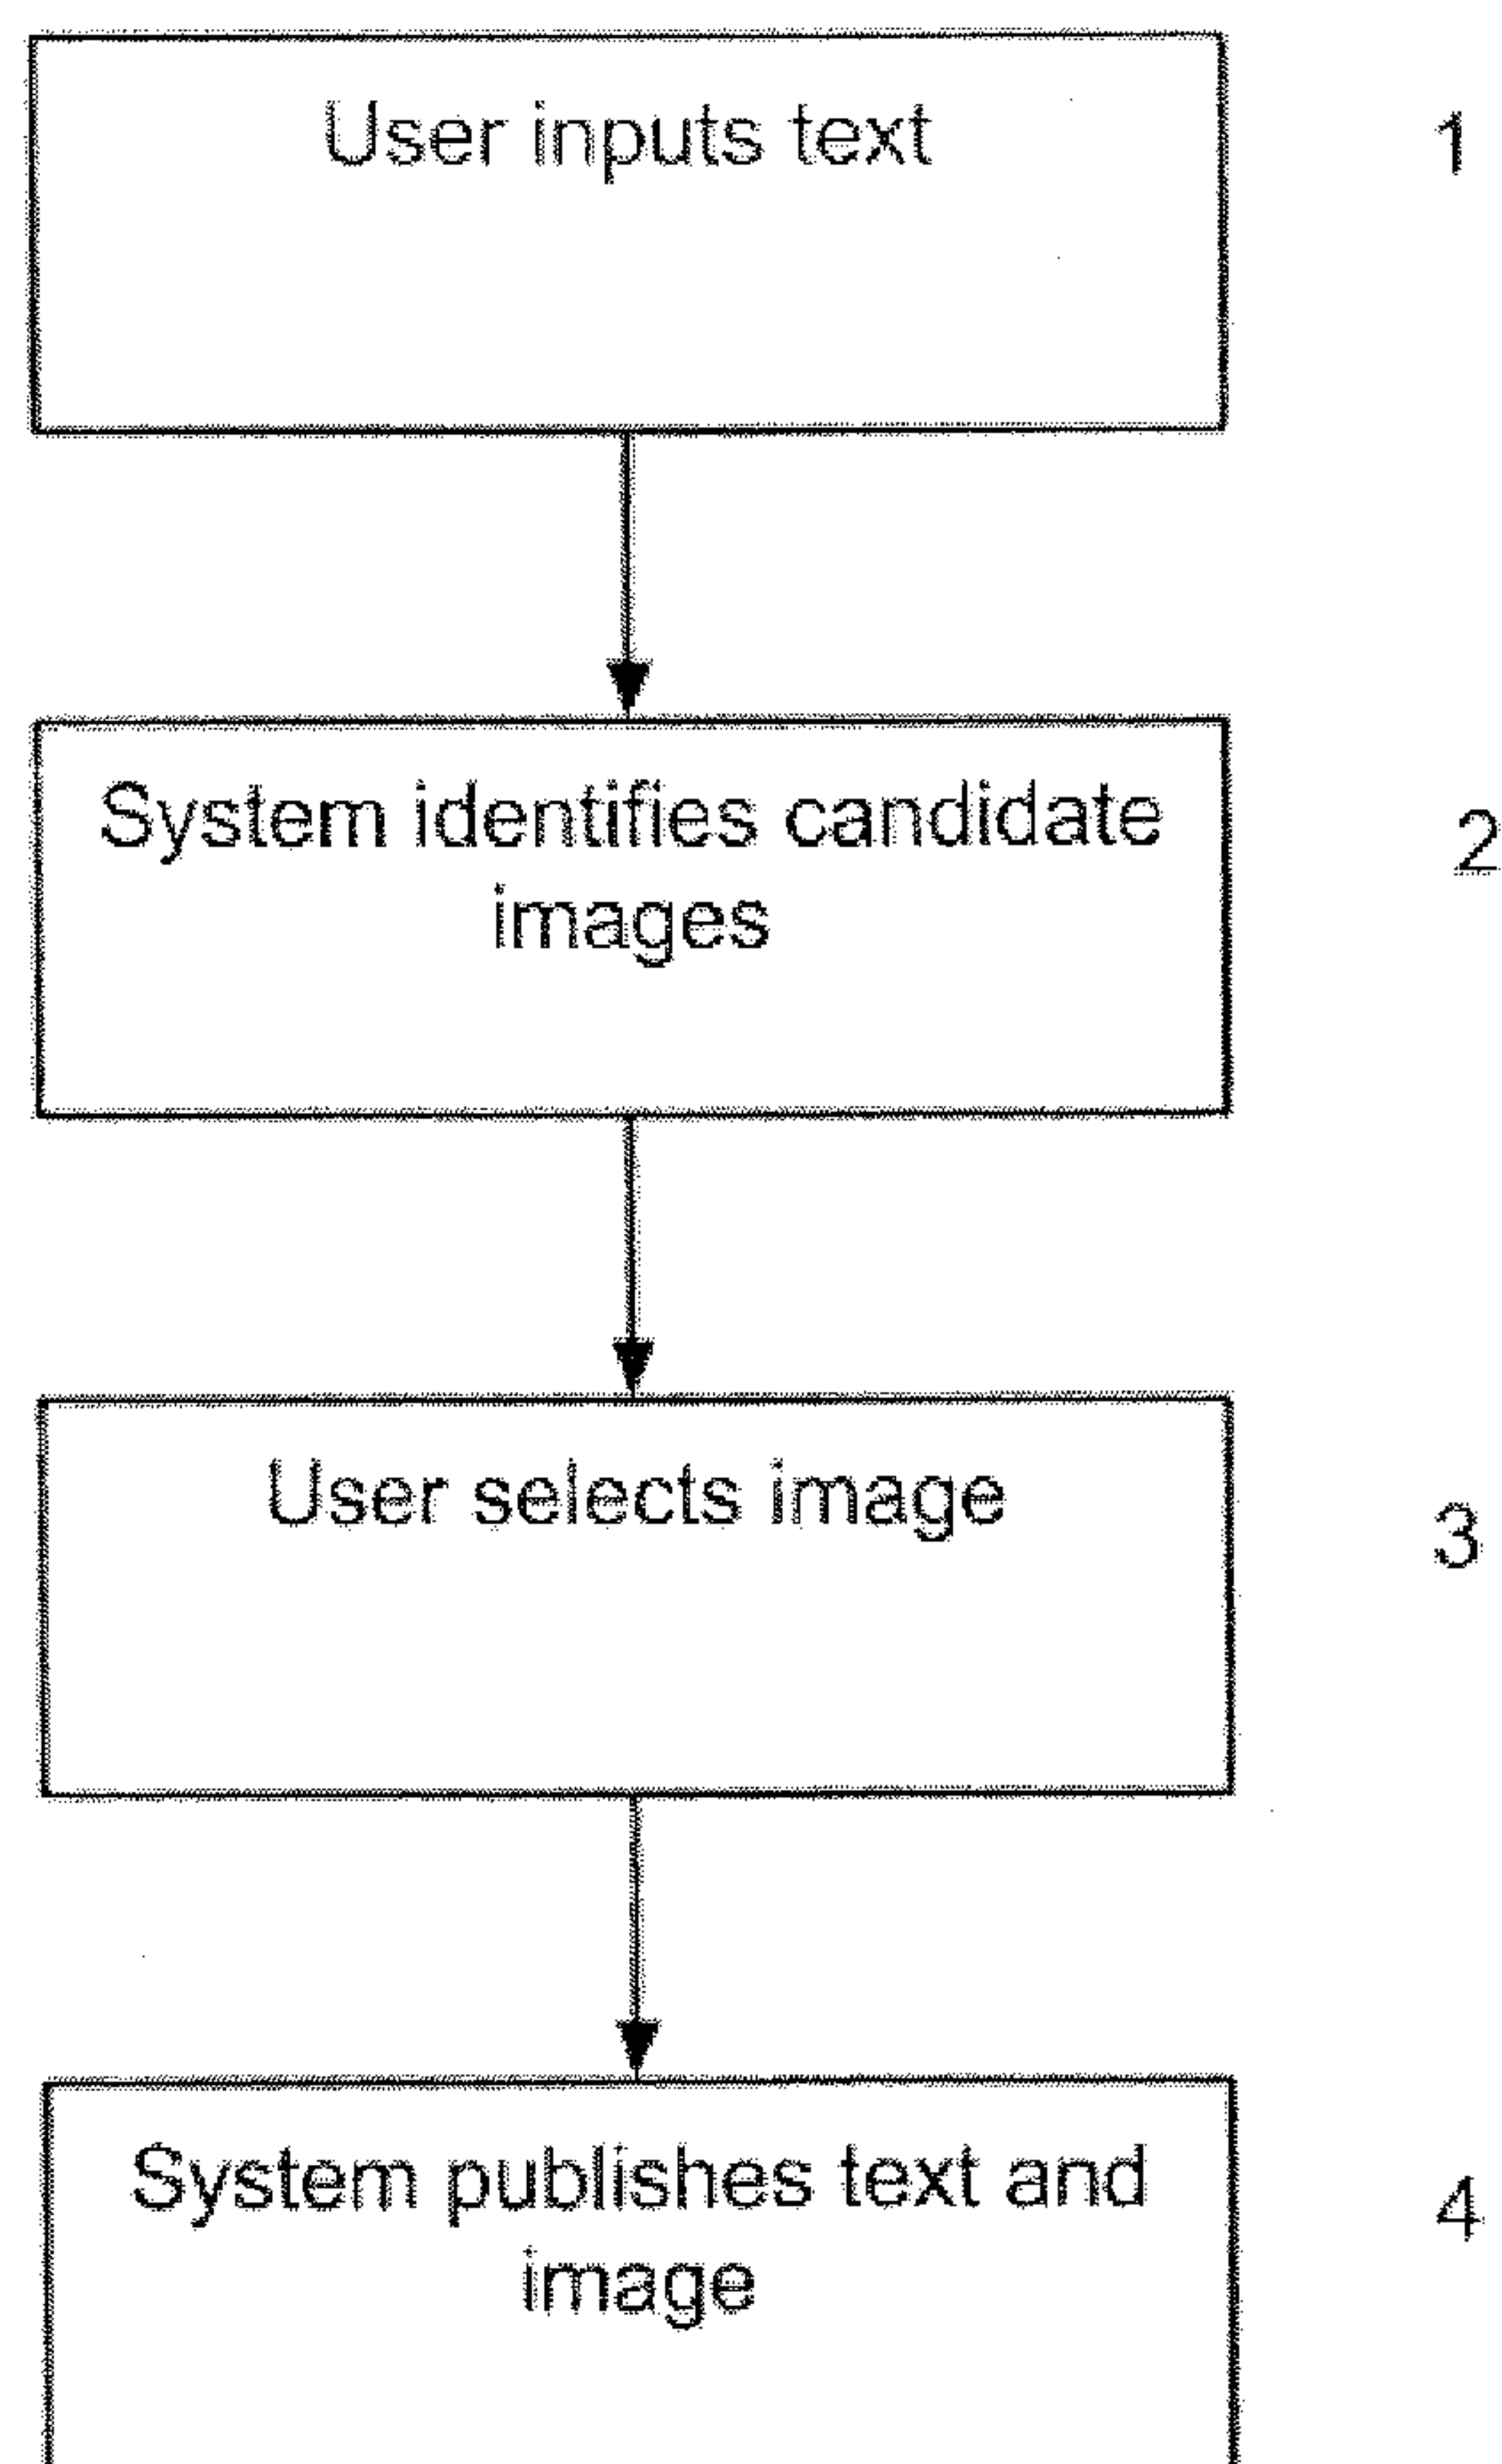 User inputs text
1
System identifies candidate
images
2
User selects image
3
System publishes text and
image
4